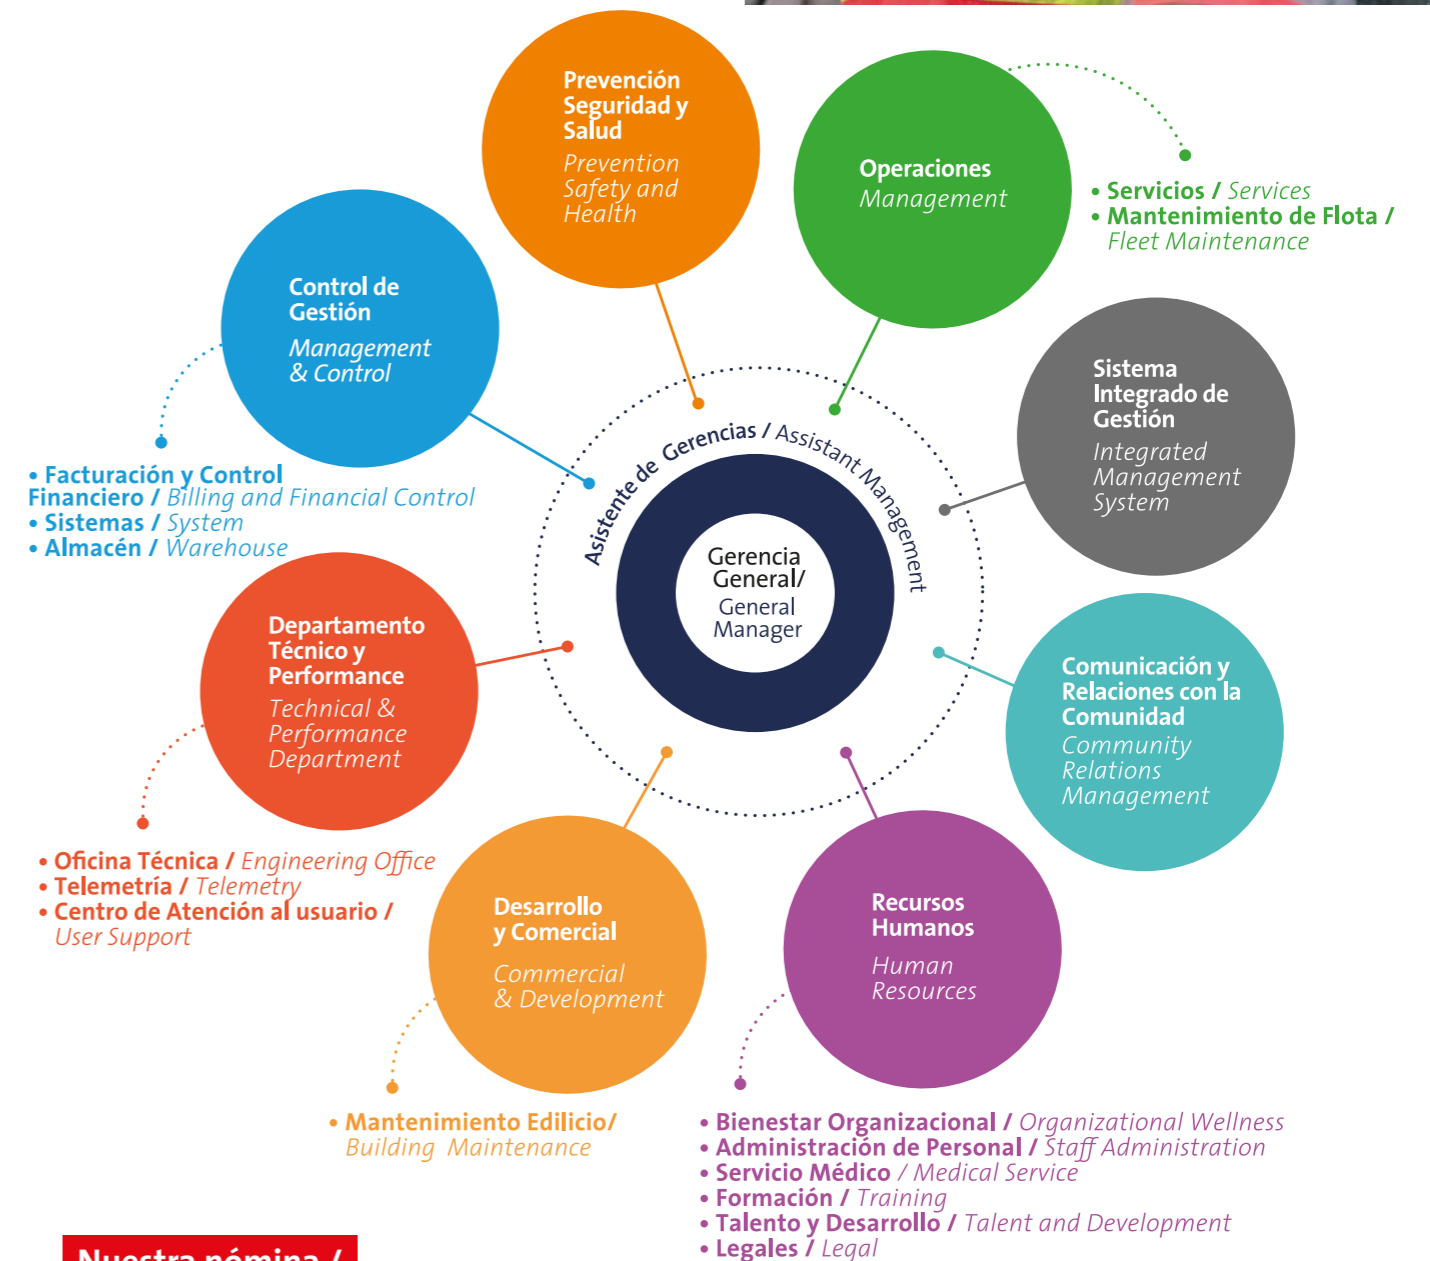 Prevención
Seguridad y
Salud
Prevention
Safety and
Health
Operaciones
Management
• Servicios / Services
• Mantenimiento de Flota /
Fleet Maintenance
Control de
Gestión
Management
& Control
• Facturación y Control
Financiero / Billing and Financial Control
• Sistemas / System
• Almacén / Warehouse
Sistema
Integrado de
Gestión
Integrated
Management
System
Asistente de Gerencias / Assistant Management
Gerencia
General/
General
Manager
Departamento
Técnico y
Performance
Technical &
Performance
Department
• Oficina Técnica / Engineering Office
• Telemetría / Telemetry
• Centro de Atención al usuario /
User Support
Comunicación y
Relaciones con la
Comunidad
Community
Relations
Management
Desarrollo
y Comercial
Commercial
& Development
• Mantenimiento Edilicio/
Building Maintenance
Recursos
Humanos
Human
Resources
• Bienestar Organizacional / Organizational Wellness
• Administración de Personal / Staff Administration
• Servicio Médico / Medical Service
• Formación / Training
• Talento y Desarrollo / Talent and Development
• Legales / Legal
Nuestra nómina /